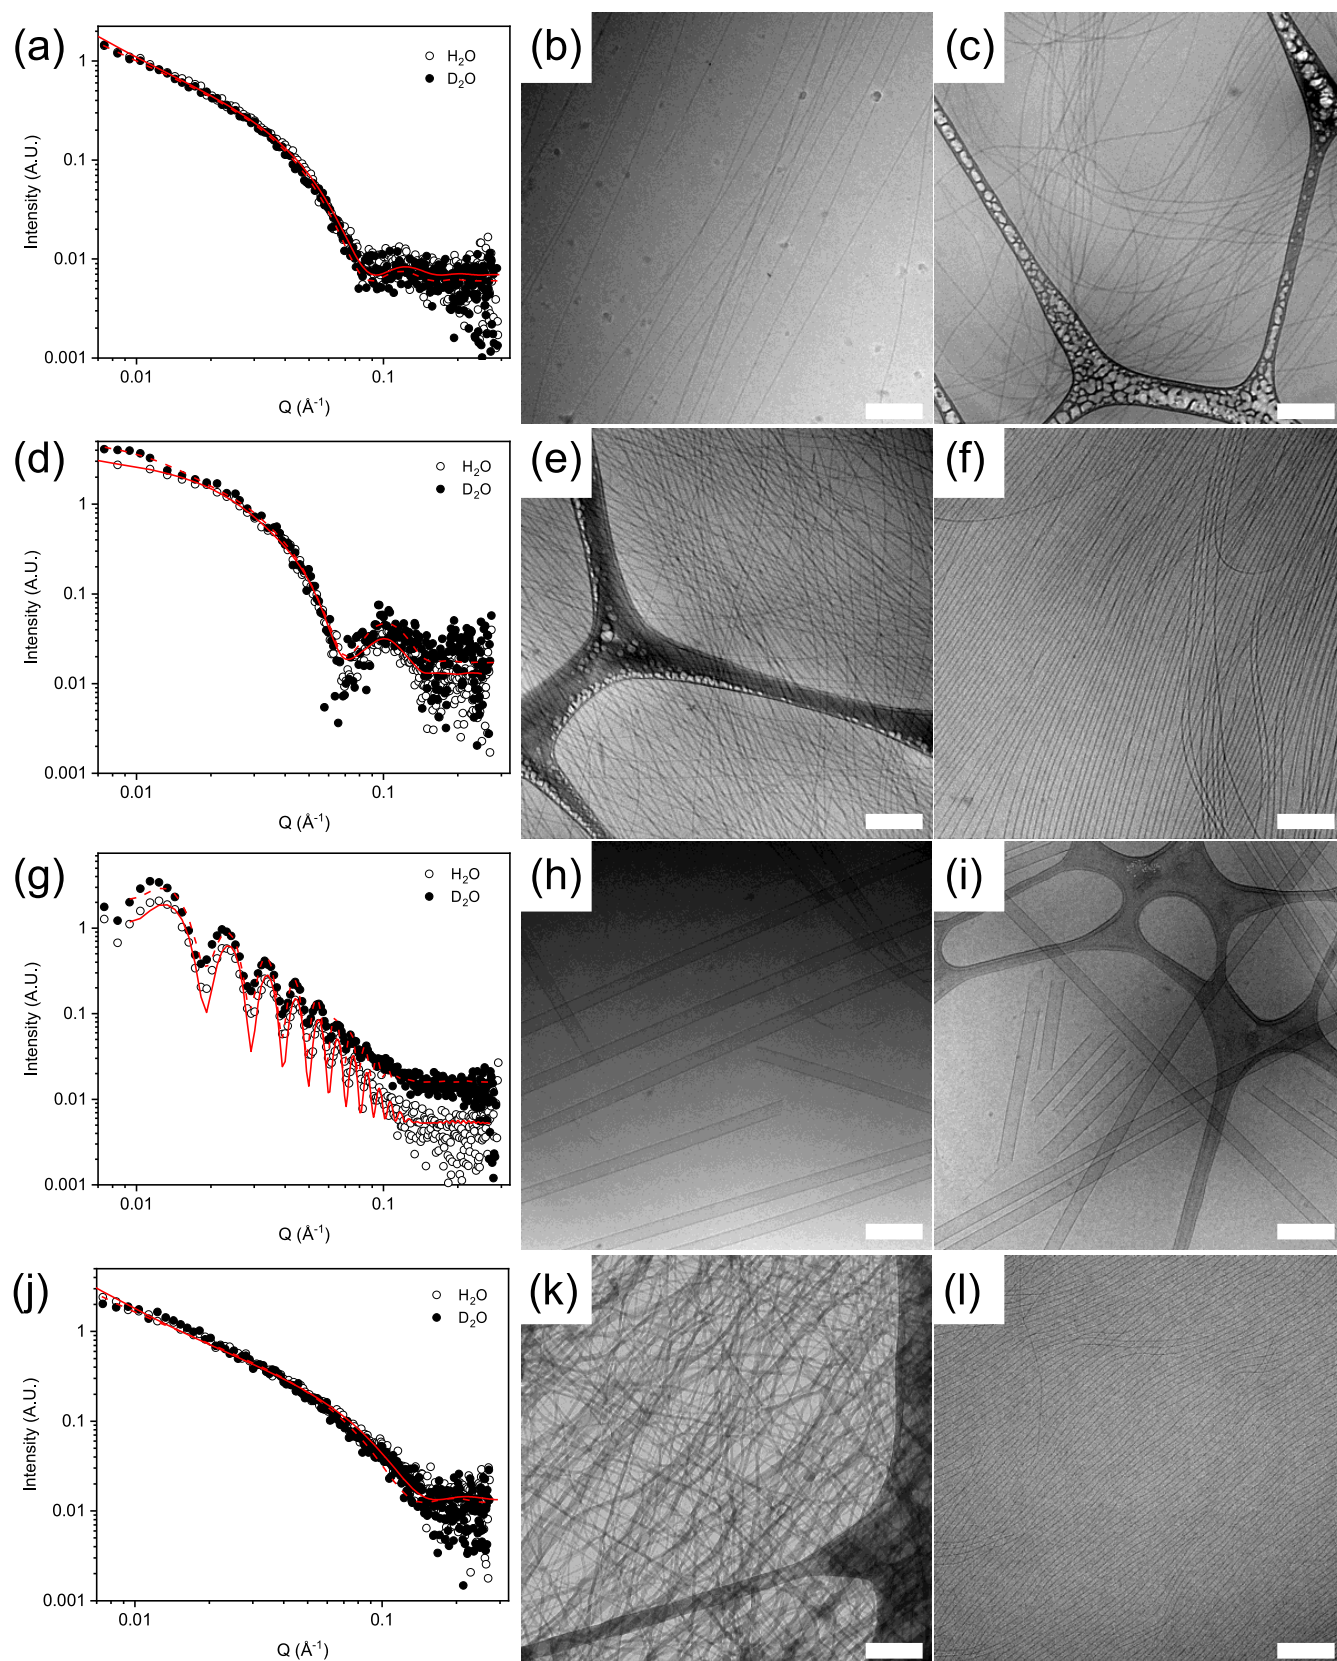 (a)
H₂O
D₂O
1
0.1
0.01
0.001
0.01
0.1
Intensity (A.U.)
Q (Å⁻¹)
(b)
(c)
(d)
H₂O
D₂O
1
0.1
0.01
0.001
0.01
0.1
Intensity (A.U.)
Q (Å⁻¹)
(e)
(f)
(g)
H₂O
D₂O
1
0.1
0.01
0.001
0.01
0.1
Intensity (A.U.)
Q (Å⁻¹)
(h)
(i)
(j)
H₂O
D₂O
1
0.1
0.01
0.001
0.01
0.1
Intensity (A.U.)
Q (Å⁻¹)
(k)
(l)